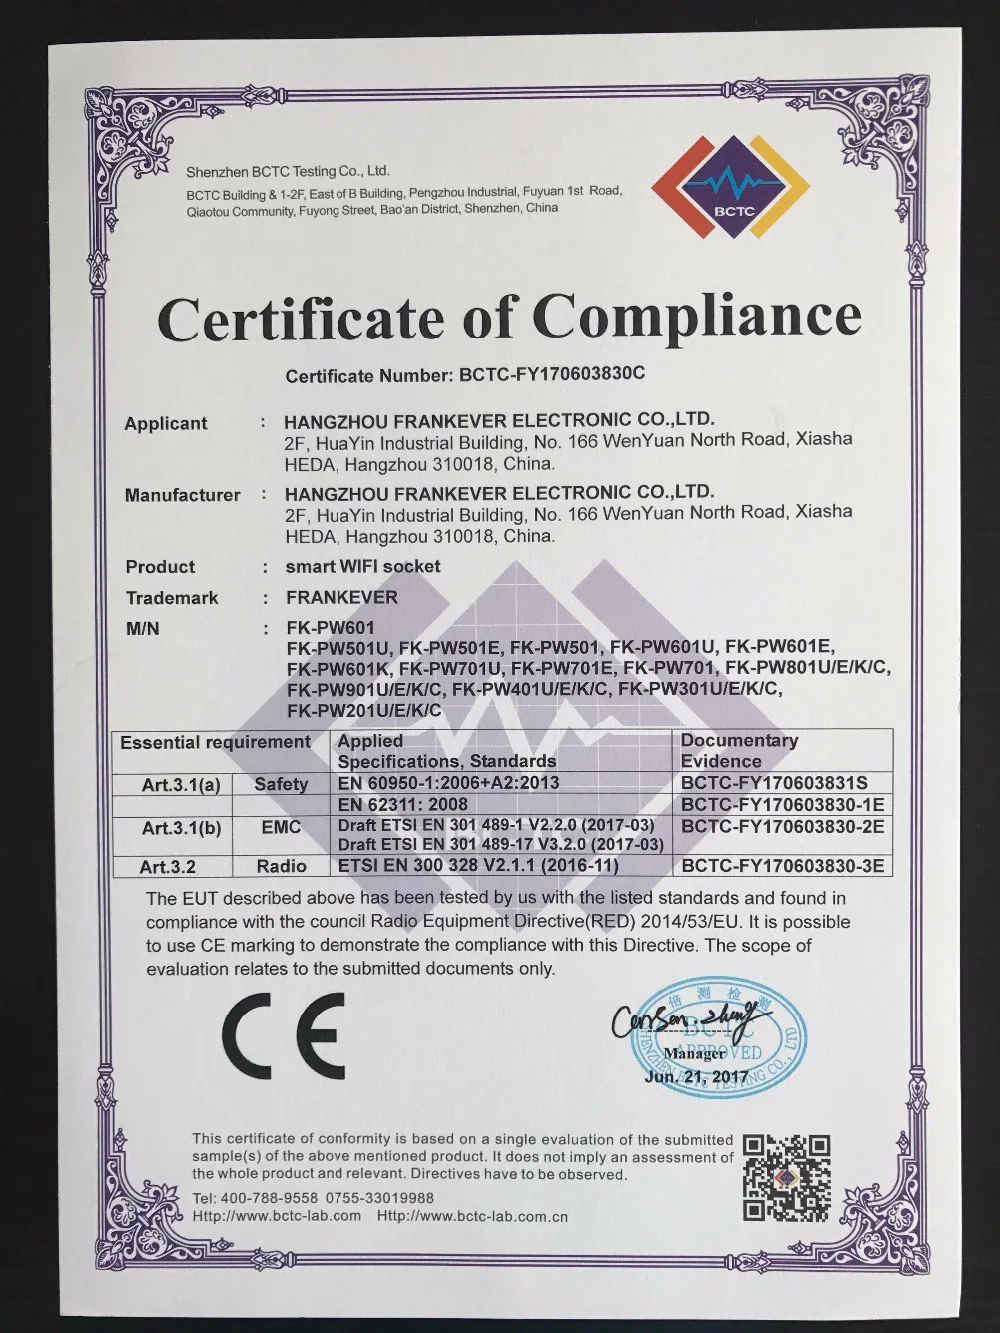 Shenzhen BCTC Testing Co., Ltd.
BCTC Building & 1-2F, East of B Building, Pengzhou Industrial, Fuyuan 1st Road,
Qiaotou Community, Fuyong Street, Bao'an District, Shenzhen, China
BCTC
Certificate of Compliance
Certificate Number: BCTC-FY170603830C
Applicant : HANGZHOU FRANKEVER ELECTRONIC CO.,LTD.
2F, HuaYin Industrial Building, No. 166 WenYuan North Road, Xiasha
HEDA, Hangzhou 310018, China.
Manufacturer : HANGZHOU FRANKEVER ELECTRONIC CO.,LTD.
2F, HuaYin Industrial Building, No. 166 WenYuan North Road, Xiasha
HEDA, Hangzhou 310018, China.
Product : smart WIFI socket
Trademark : FRANKEVER
M/N : FK-PW601
FK-PW501U, FK-PW501E, FK-PW501, FK-PW601U, FK-PW601E,
FK-PW601K, FK-PW701U, FK-PW701E, FK-PW701, FK-PW801U/E/K/C,
FK-PW901U/E/K/C, FK-PW401U/E/K/C, FK-PW301U/E/K/C,
FK-PW201U/E/K/C
Essential requirement Applied Documentary
Specifications, Standards Evidence
Art.3.1(a) Safety EN 60950-1:2006+A2:2013 BCTC-FY170603831S
EN 62311: 2008 BCTC-FY170603830-1E
Art.3.1(b) EMC Draft ETSI EN 301 489-1 V2.2.0 (2017-03) BCTC-FY170603830-2E
Draft ETSI EN 301 489-17 V3.2.0 (2017-03)
Art.3.2 Radio ETSI EN 300 328 V2.1.1 (2016-11) BCTC-FY170603830-3E
The EUT described above has been tested by us with the listed standards and found in
compliance with the council Radio Equipment Directive(RED) 2014/53/EU. It is possible
to use CE marking to demonstrate the compliance with this Directive. The scope of
evaluation relates to the submitted documents only.
CE
倍测检测
BCTC
APPROVED
SHENZHEN BCTC TESTING CO., LTD
Manager
Jun. 21, 2017
This certificate of conformity is based on a single evaluation of the submitted
sample(s) of the above mentioned product. It does not imply an assessment of
the whole product and relevant. Directives have to be observed.
Tel: 400-788-9558 0755-33019988
Http://www.bctc-lab.com Http://www.bctc-lab.com.cn